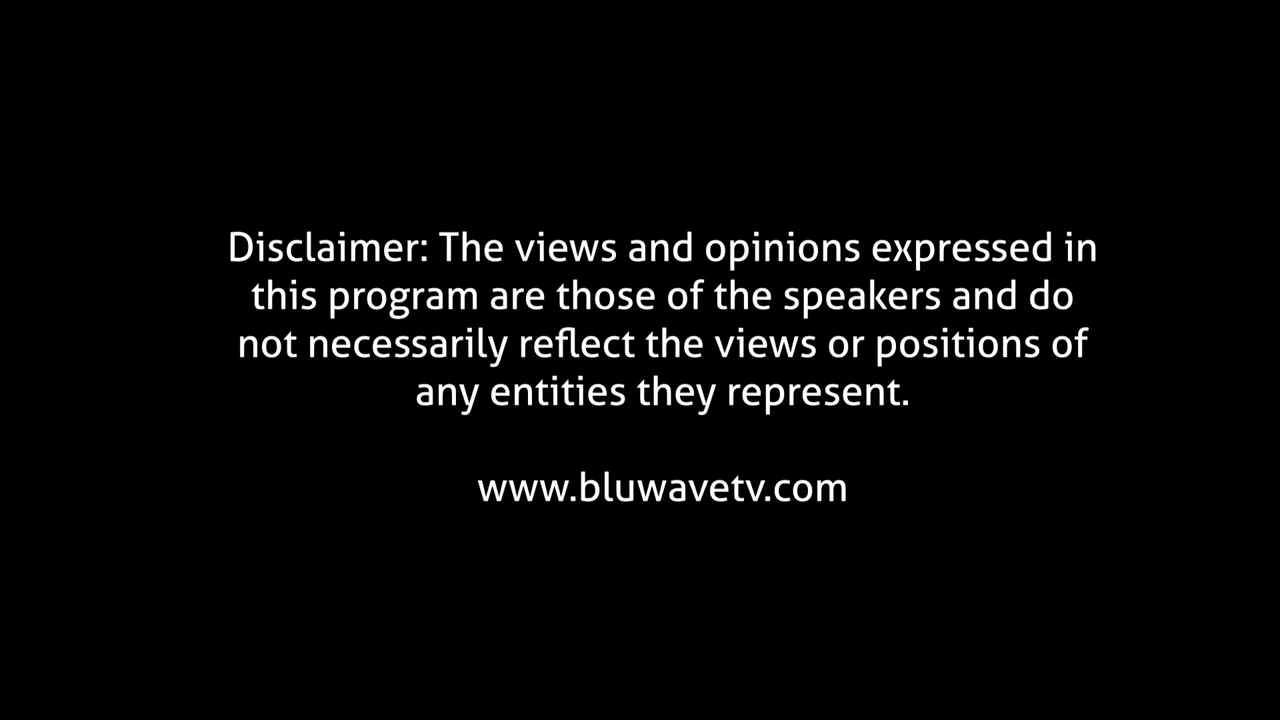 Disclaimer: The views and opinions expressed in
this program are those of the speakers and do
not necessarily reflect the views or positions of
any entities they represent.
www.bluwavetv.com